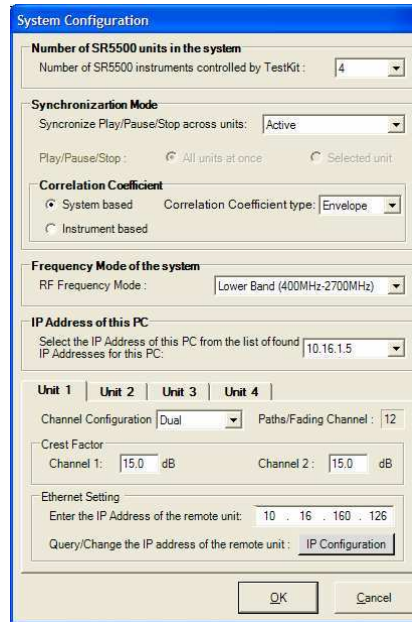 System Configuration
Number of SR5500 units in the system
Number of SR5500 instruments controlled by TestKit : 4
Synchronizartion Mode
Syncronize Play/Pause/Stop across units: Active
Play/Pause/Stop : All units at once Selected unit
Correlation Coefficient
System based Correlation Coefficient type: Envelope
Instrument based
Frequency Mode of the system
RF Frequency Mode : Lower Band (400MHz-2700MHz)
IP Address of this PC
Select the IP Address of this PC from the list of found
IP Addresses for this PC: 10.16.1.5
Unit 1 Unit 2 Unit 3 Unit 4
Channel Configuration Dual Paths/Fading Channel : 12
Crest Factor
Channel 1: 15.0 dB Channel 2 : 15.0 dB
Ethernet Setting
Enter the IP Address of the remote unit: 10 . 16 . 160 . 126
Query/Change the IP address of the remote unit : IP Configuration
OK Cancel